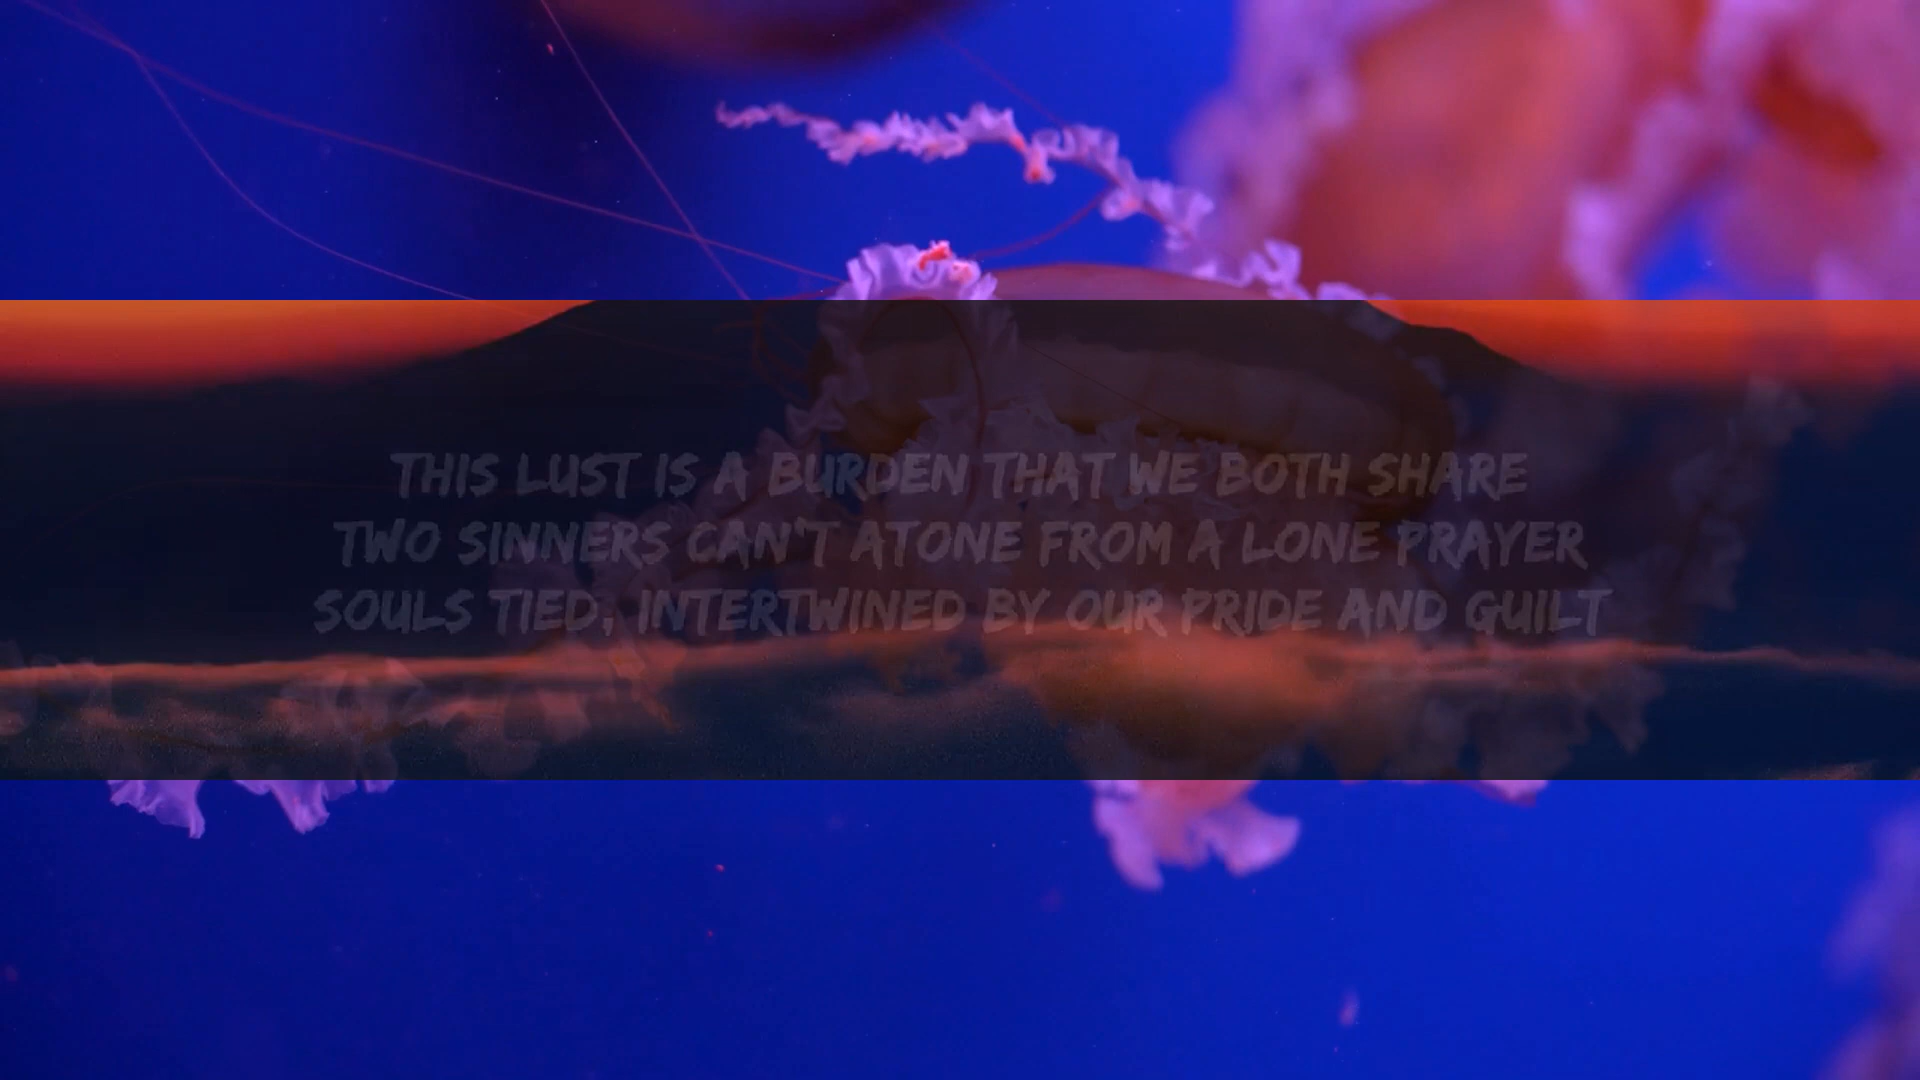 THIS LUST IS A BURDEN THAT WE BOTH SHARE
TWO SINNERS CAN'T ATONE FROM A LONE PRAYER
SOULS TIED, INTERTWINED BY OUR PRIDE AND GUILT